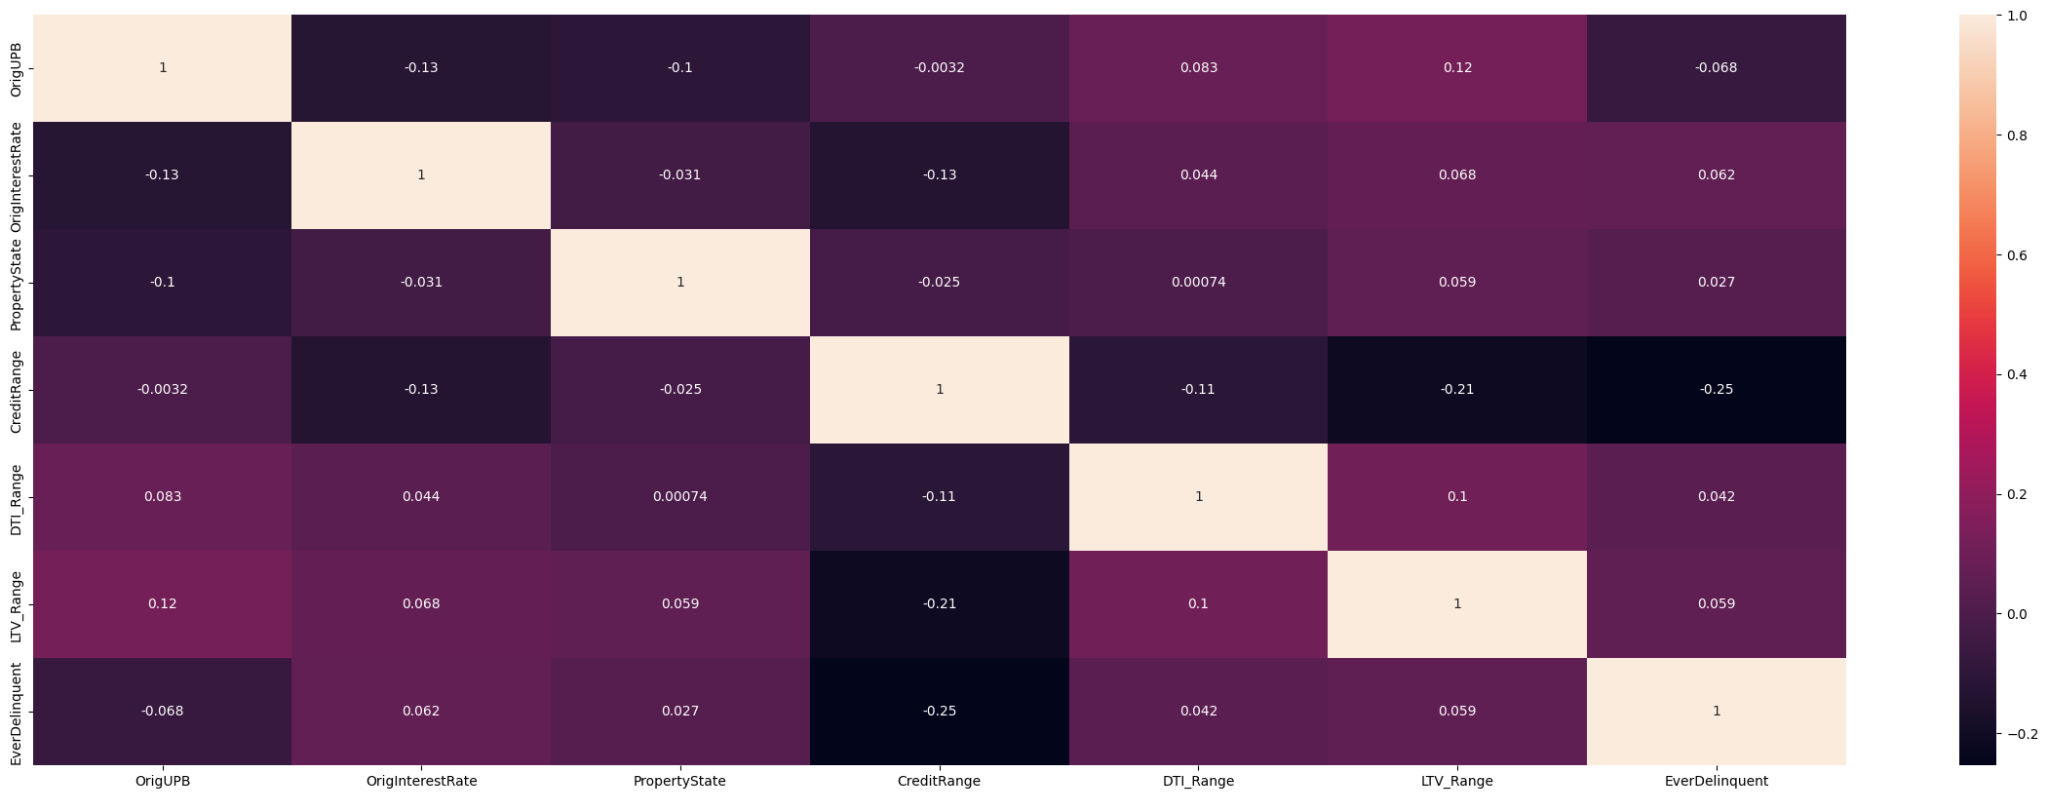 OrigUPB 1 -0.13 -0.1 -0.0032 0.083 0.12 -0.068
OrigInterestRate -0.13 1 -0.031 -0.13 0.044 0.068 0.062
PropertyState -0.1 -0.031 1 -0.025 0.00074 0.059 0.027
CreditRange -0.0032 -0.13 -0.025 1 -0.11 -0.21 -0.25
DTI_Range 0.083 0.044 0.00074 -0.11 1 0.1 0.042
LTV_Range 0.12 0.068 0.059 -0.21 0.1 1 0.059
EverDelinquent -0.068 0.062 0.027 -0.25 0.042 0.059 1
OrigUPB OrigInterestRate PropertyState CreditRange DTI_Range LTV_Range EverDelinquent
1.0
0.8
0.6
0.4
0.2
0.0
−0.2